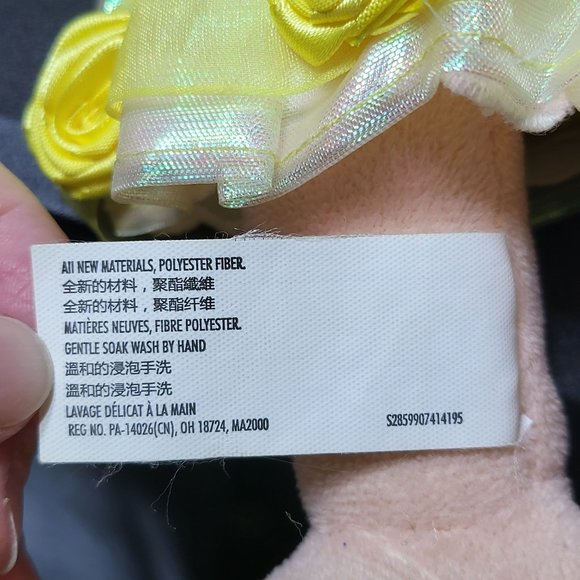 All NEW MATERIALS, POLYESTER FIBER.
全新的材料，聚酯纖維
全新的材料，聚酯纤维
MATIÈRES NEUVES, FIBRE POLYESTER.
GENTLE SOAK WASH BY HAND
溫和的浸泡手洗
溫和的浸泡手洗
LAVAGE DÉLICAT À LA MAIN
REG NO. PA-14026(CN), OH 18724, MA2000
S2859907414195